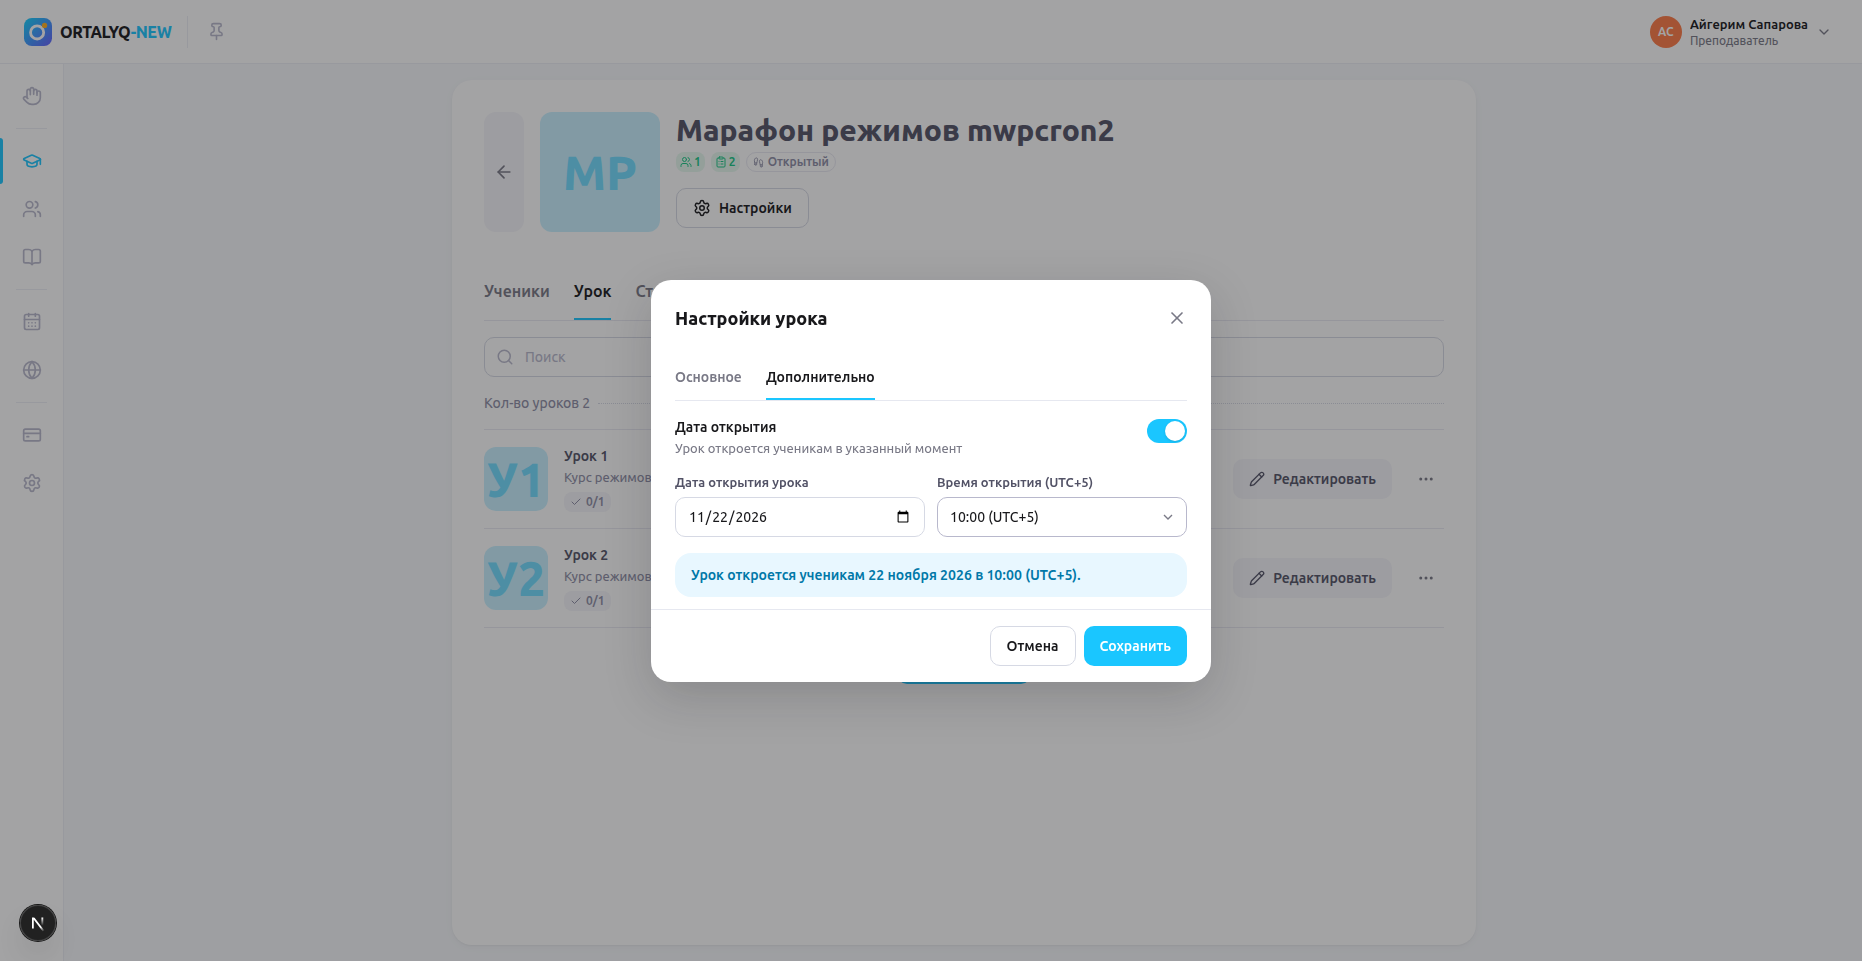 ORTALYQ-NEW
АС
Айгерим Сапарова
Преподаватель
МР
Марафон режимов mwpcron2
1
2
Открытый
Настройки
Ученики
Урок
Ст
Поиск
Кол-во уроков 2
У1
Урок 1
Курс режимов
0/1
Редактировать
У2
Урок 2
Курс режимов
0/1
Редактировать
Настройки урока
Основное
Дополнительно
Дата открытия
Урок откроется ученикам в указанный момент
Дата открытия урока
Время открытия (UTC+5)
11/22/2026
10:00 (UTC+5)
Урок откроется ученикам 22 ноября 2026 в 10:00 (UTC+5).
Отмена
Сохранить
N